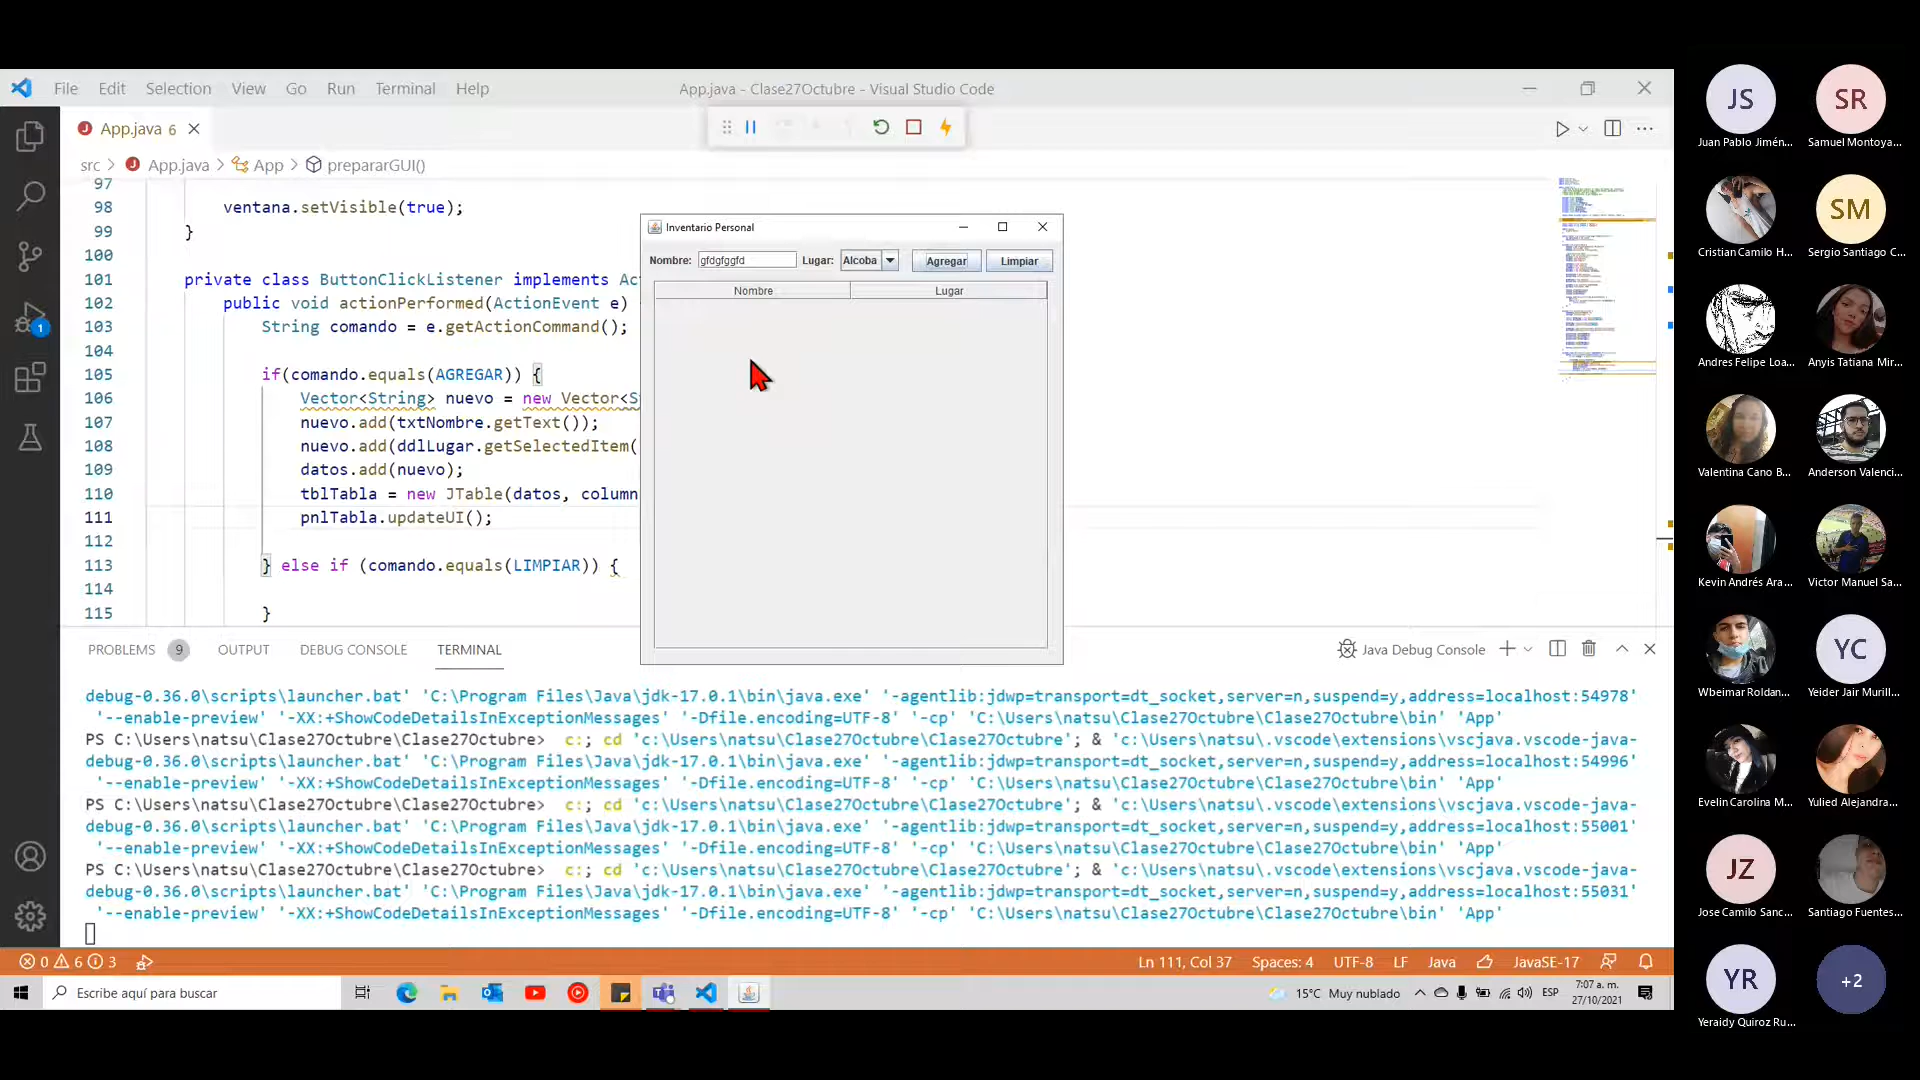 File Edit Selection View Go Run Terminal Help
App.java - Clase27Octubre - Visual Studio Code
App.java 6
src > App.java > App > prepararGUI()
97
98 ventana.setVisible(true);
99 }
100
101 private class ButtonClickListener implements Ac
102 public void actionPerformed(ActionEvent e)
103 String comando = e.getActionCommand();
104
105 if(comando.equals(AGREGAR)) {
106 Vector<String> nuevo = new Vector<S
107 nuevo.add(txtNombre.getText());
108 nuevo.add(ddlLugar.getSelectedItem(
109 datos.add(nuevo);
110 tblTabla = new JTable(datos, column
111 pnlTabla.updateUI();
112
113 } else if (comando.equals(LIMPIAR)) {
114
115 }
Inventario Personal
Nombre: gfdgfggfd Lugar: Alcoba Agregar Limpiar
Nombre Lugar
1
PROBLEMS 9 OUTPUT DEBUG CONSOLE TERMINAL
Java Debug Console
debug-0.36.0\scripts\launcher.bat' 'C:\Program Files\Java\jdk-17.0.1\bin\java.exe' '-agentlib:jdwp=transport=dt_socket,server=n,suspend=y,address=localhost:54978'
'--enable-preview' '-XX:+ShowCodeDetailsInExceptionMessages' '-Dfile.encoding=UTF-8' '-cp' 'C:\Users\natsu\Clase27Octubre\Clase27Octubre\bin' 'App'
PS C:\Users\natsu\Clase27Octubre\Clase27Octubre> c:; cd 'c:\Users\natsu\Clase27Octubre\Clase27Octubre'; & 'c:\Users\natsu\.vscode\extensions\vscjava.vscode-java-
debug-0.36.0\scripts\launcher.bat' 'C:\Program Files\Java\jdk-17.0.1\bin\java.exe' '-agentlib:jdwp=transport=dt_socket,server=n,suspend=y,address=localhost:54996'
'--enable-preview' '-XX:+ShowCodeDetailsInExceptionMessages' '-Dfile.encoding=UTF-8' '-cp' 'C:\Users\natsu\Clase27Octubre\Clase27Octubre\bin' 'App'
PS C:\Users\natsu\Clase27Octubre\Clase27Octubre> c:; cd 'c:\Users\natsu\Clase27Octubre\Clase27Octubre'; & 'c:\Users\natsu\.vscode\extensions\vscjava.vscode-java-
debug-0.36.0\scripts\launcher.bat' 'C:\Program Files\Java\jdk-17.0.1\bin\java.exe' '-agentlib:jdwp=transport=dt_socket,server=n,suspend=y,address=localhost:55001'
'--enable-preview' '-XX:+ShowCodeDetailsInExceptionMessages' '-Dfile.encoding=UTF-8' '-cp' 'C:\Users\natsu\Clase27Octubre\Clase27Octubre\bin' 'App'
PS C:\Users\natsu\Clase27Octubre\Clase27Octubre> c:; cd 'c:\Users\natsu\Clase27Octubre\Clase27Octubre'; & 'c:\Users\natsu\.vscode\extensions\vscjava.vscode-java-
debug-0.36.0\scripts\launcher.bat' 'C:\Program Files\Java\jdk-17.0.1\bin\java.exe' '-agentlib:jdwp=transport=dt_socket,server=n,suspend=y,address=localhost:55031'
'--enable-preview' '-XX:+ShowCodeDetailsInExceptionMessages' '-Dfile.encoding=UTF-8' '-cp' 'C:\Users\natsu\Clase27Octubre\Clase27Octubre\bin' 'App'
0 6 3 Ln 111, Col 37 Spaces: 4 UTF-8 LF Java JavaSE-17
Escribe aquí para buscar
15°C Muy nublado ESP
7:07 a. m.
27/10/2021
JS SR
Juan Pablo Jimén... Samuel Montoya...
SM
Cristian Camilo H... Sergio Santiago C...
Andres Felipe Loa... Anyis Tatiana Mir...
Valentina Cano B... Anderson Valenci...
Kevin Andrés Ara... Victor Manuel Sa...
YC
Wbeimar Roldan... Yeider Jair Murill...
Evelin Carolina M... Yulied Alejandra...
JZ
Jose Camilo Sanc... Santiago Fuentes...
YR +2
Yeraidy Quiroz Ru...